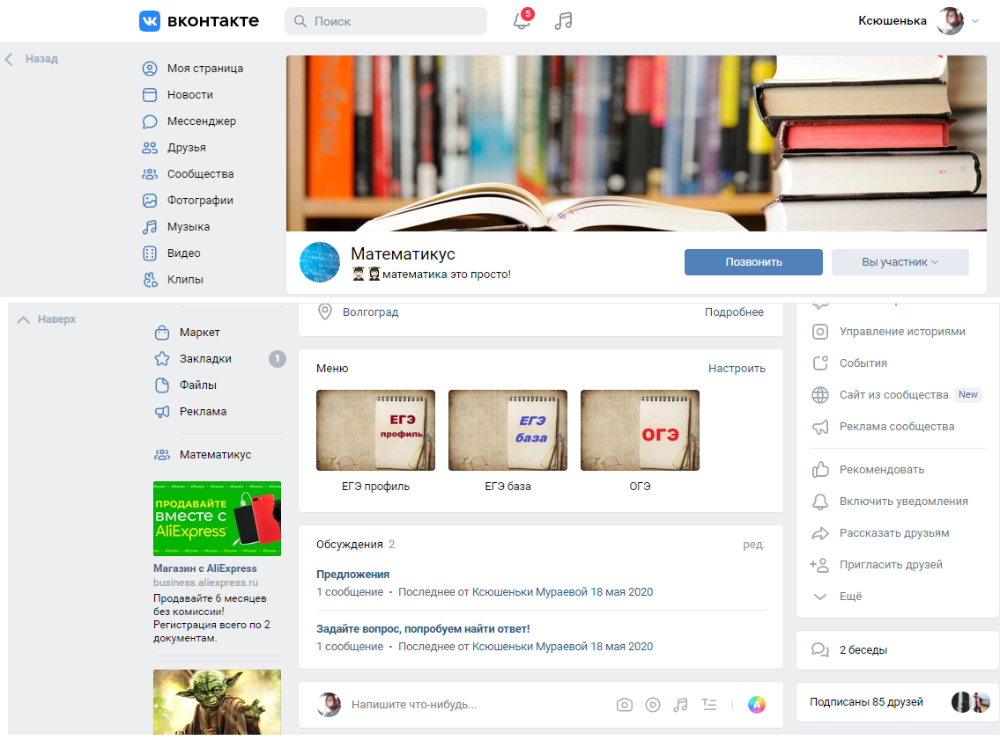 вконтакте
Поиск
5
Ксюшенька
Назад
Моя страница
Новости
Мессенджер
Друзья
Сообщества
Фотографии
Музыка
Видео
Клипы
Математикус
математика это просто!
Позвонить
Вы участник
Наверх
Маркет
Закладки
1
Файлы
Реклама
Математикус
ПРОДАВАЙТЕ
ВМЕСТЕ С
AliExpress
Магазин с AliExpress
business.aliexpress.ru
Продавайте 6 месяцев
без комиссии!
Регистрация всего по 2
документам.
Волгоград
Подробнее
Меню
Настроить
ЕГЭ
профиль
ЕГЭ
база
ОГЭ
ЕГЭ профиль
ЕГЭ база
ОГЭ
Обсуждения 2
ред.
Предложения
1 сообщение · Последнее от Ксюшеньки Мураевой 18 мая 2020
Задайте вопрос, попробуем найти ответ!
1 сообщение · Последнее от Ксюшеньки Мураевой 18 мая 2020
Напишите что-нибудь...
A
Управление историями
События
Сайт из сообщества New
Реклама сообщества
Рекомендовать
Включить уведомления
Рассказать друзьям
Пригласить друзей
Ещё
2 беседы
Подписаны 85 друзей